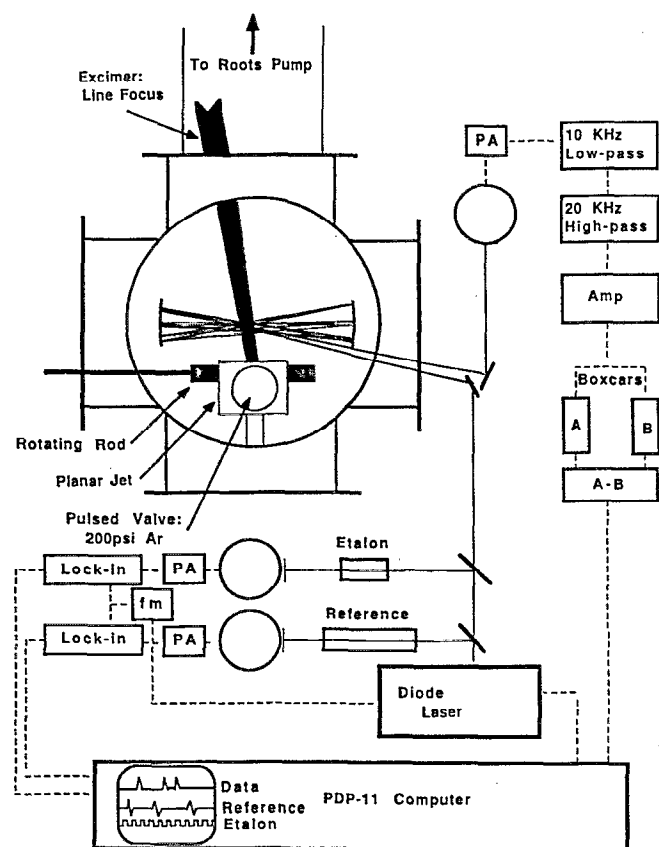 To Roots Pump
Excimer:
Line Focus
PA
10 KHz
Low-pass
20 KHz
High-pass
Amp
Boxcars
A
B
A-B
Rotating Rod
Planar Jet
Pulsed Valve:
200psi Ar
Etalon
Lock-in
PA
fm
Reference
Lock-in
PA
Diode
Laser
Data
Reference
Etalon
PDP-11 Computer